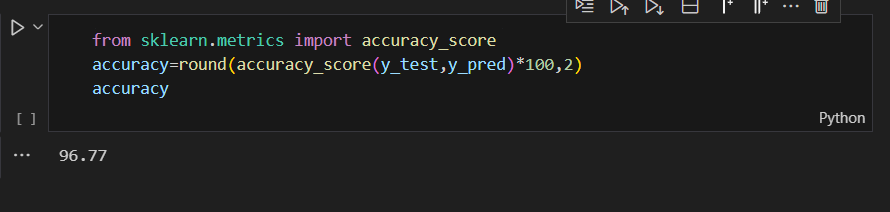 from sklearn.metrics import accuracy_score
accuracy=round(accuracy_score(y_test,y_pred)*100,2)
accuracy
[ ]
Python
96.77